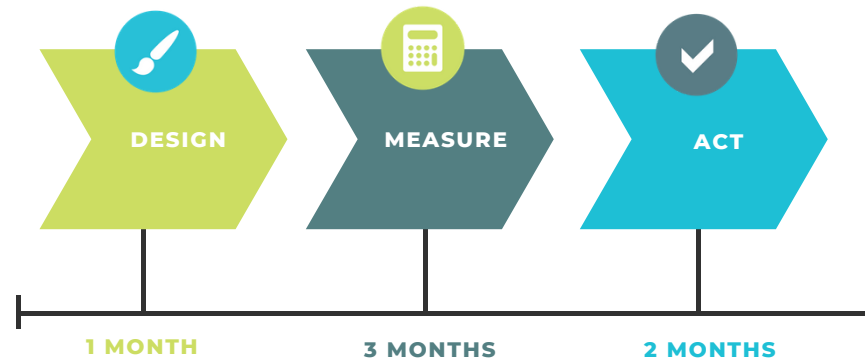 DESIGN
MEASURE
ACT
1 MONTH
3 MONTHS
2 MONTHS